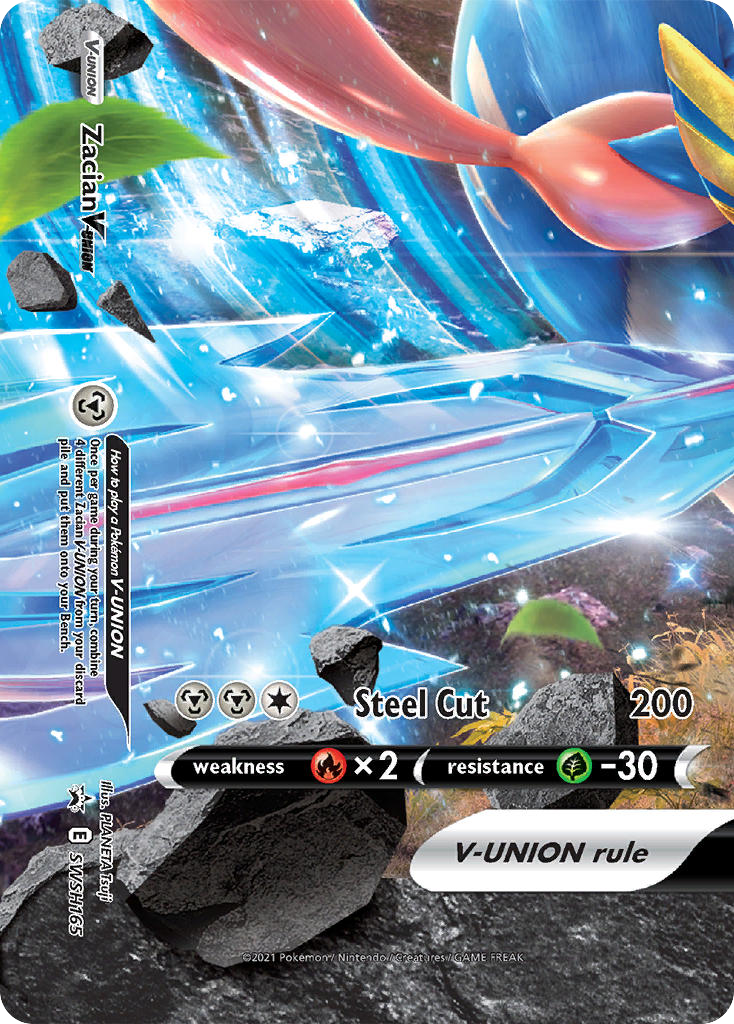 V-UNION
Zacian V-UNION
How to play a Pokémon V-UNION
Once per game during your turn, combine
4 different Zacian V-UNION from your discard
pile and put them onto your Bench.
Steel Cut 200
weakness ×2 resistance -30
V-UNION rule
Illus. PLANETA Tsuji
E SWSH165
©2021 Pokémon / Nintendo / Creatures / GAME FREAK